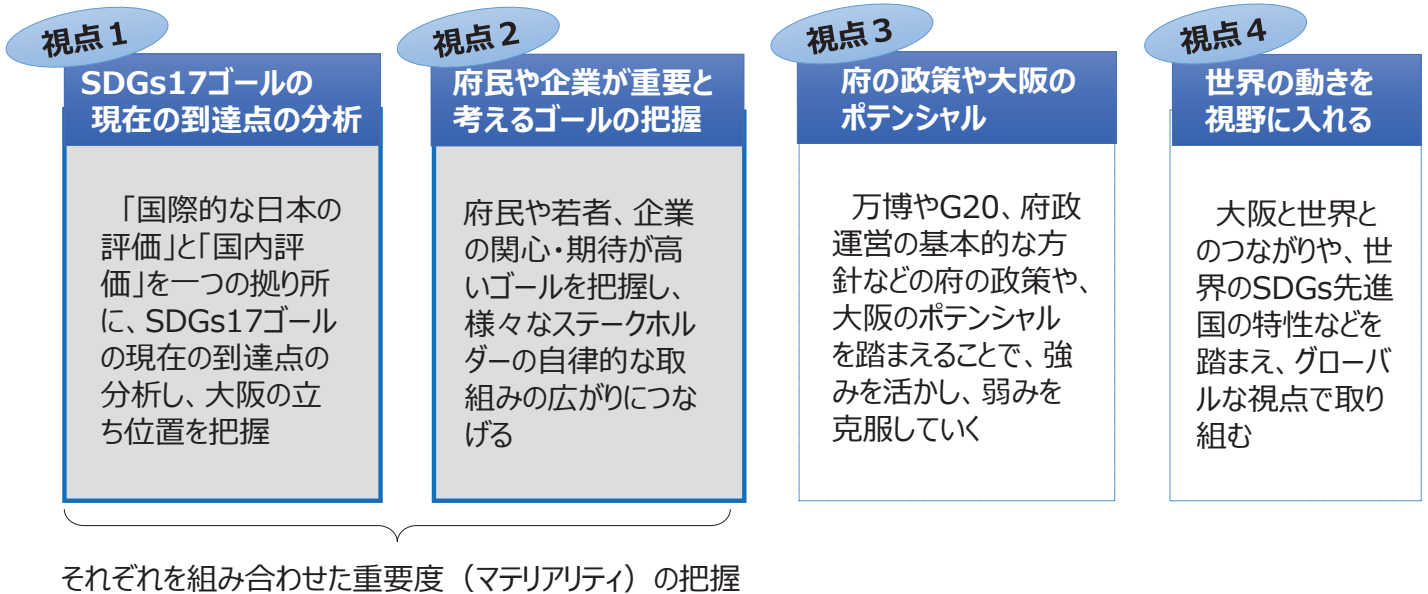 視点1
SDGs17ゴールの
現在の到達点の分析
「国際的な日本の
評価」と「国内評
価」を一つの拠り所
に、SDGs17ゴール
の現在の到達点の
分析し、大阪の立
ち位置を把握
視点2
府民や企業が重要と
考えるゴールの把握
府民や若者、企業
の関心・期待が高
いゴールを把握し、
様々なステークホル
ダーの自律的な取
組みの広がりにつな
げる
視点3
府の政策や大阪の
ポテンシャル
万博やG20、府政
運営の基本的な方
針などの府の政策や、
大阪のポテンシャル
を踏まえることで、強
みを活かし、弱みを
克服していく
視点4
世界の動きを
視野に入れる
大阪と世界と
のつながりや、世
界のSDGs先進
国の特性などを
踏まえ、グローバ
ルな視点で取り
組む
それぞれを組み合わせた重要度（マテリアリティ）の把握